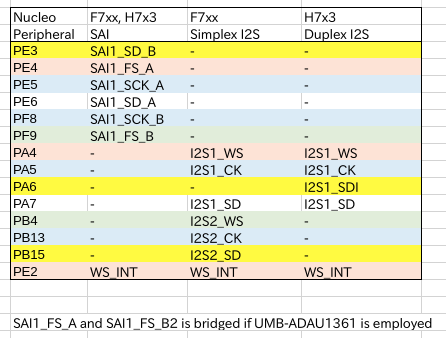 Nucleo F7xx, H7x3 F7xx H7x3
Peripheral SAI Simplex I2S Duplex I2S
PE3 SAI1_SD_B - -
PE4 SAI1_FS_A - -
PE5 SAI1_SCK_A - -
PE6 SAI1_SD_A - -
PF8 SAI1_SCK_B - -
PF9 SAI1_FS_B - -
PA4 - I2S1_WS I2S1_WS
PA5 - I2S1_CK I2S1_CK
PA6 - - I2S1_SDI
PA7 - I2S1_SD I2S1_SD
PB4 - I2S2_WS -
PB13 - I2S2_CK -
PB15 - I2S2_SD -
PE2 WS_INT WS_INT WS_INT
SAI1_FS_A and SAI1_FS_B2 is bridged if UMB-ADAU1361 is employed